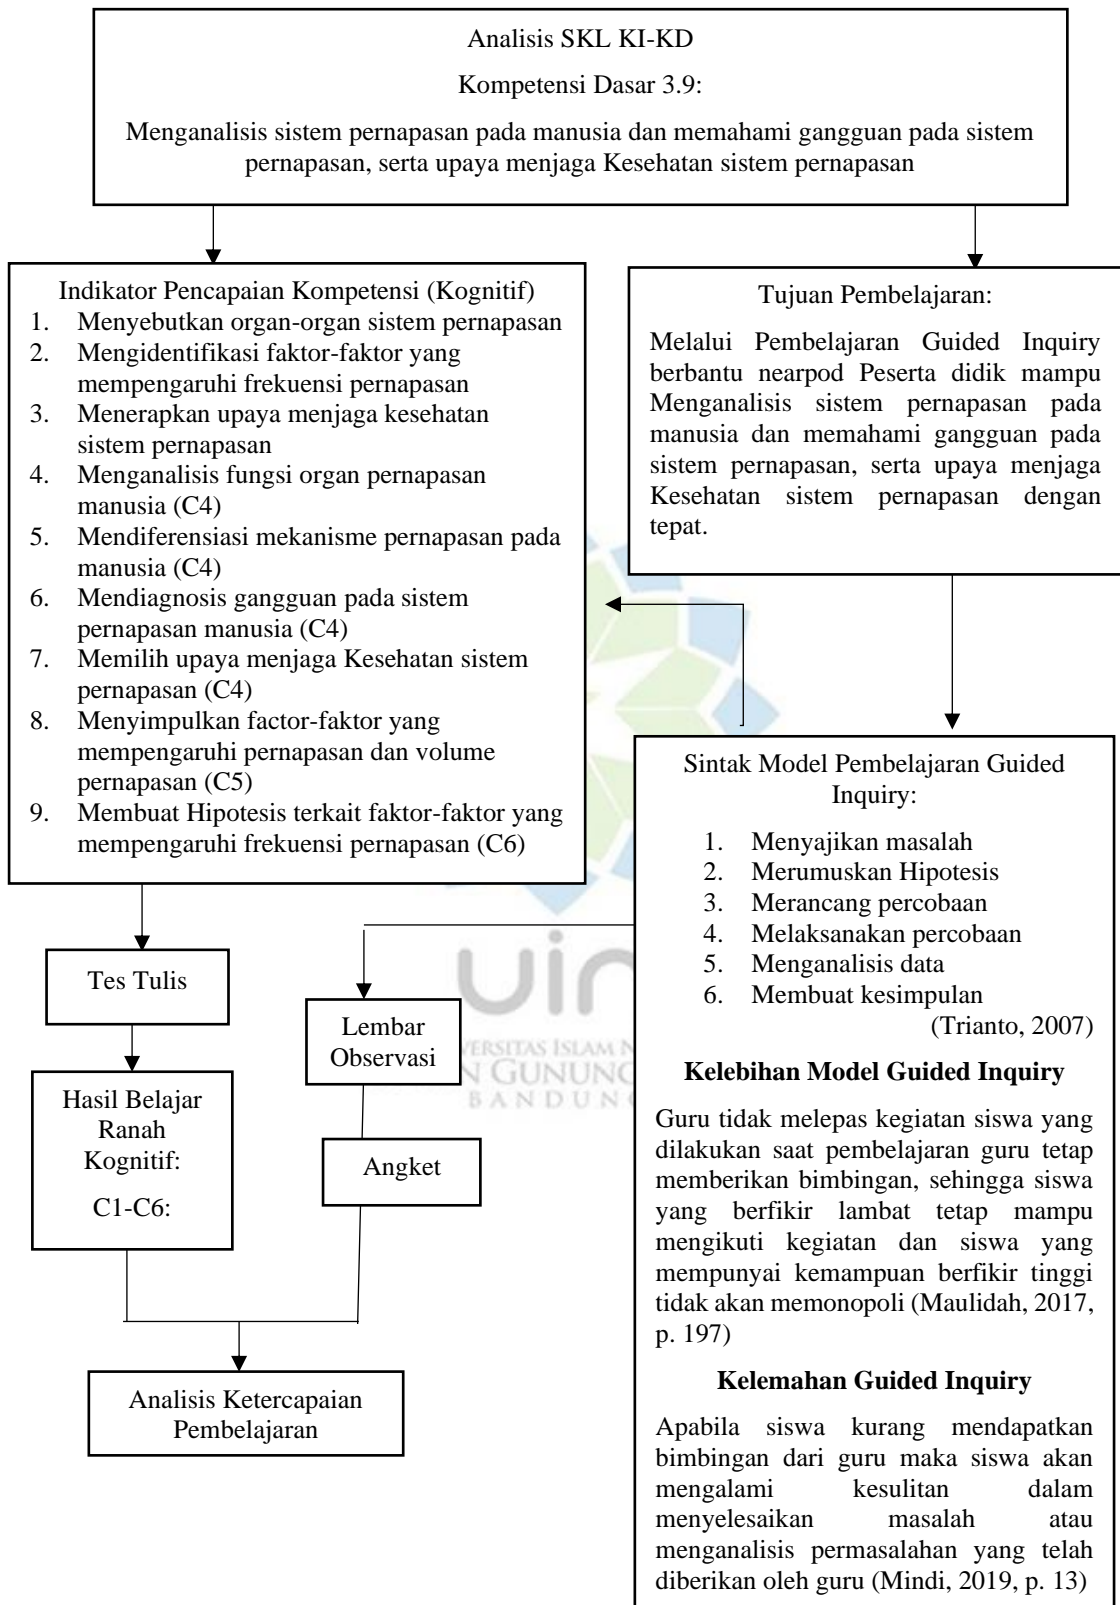 Analisis SKL KI-KD
Kompetensi Dasar 3.9:
Menganalisis sistem pernapasan pada manusia dan memahami gangguan pada sistem
pernapasan, serta upaya menjaga Kesehatan sistem pernapasan
Indikator Pencapaian Kompetensi (Kognitif)
1. Menyebutkan organ-organ sistem pernapasan
2. Mengidentifikasi faktor-faktor yang
mempengaruhi frekuensi pernapasan
3. Menerapkan upaya menjaga kesehatan
sistem pernapasan
4. Menganalisis fungsi organ pernapasan
manusia (C4)
5. Mendiferensiasi mekanisme pernapasan pada
manusia (C4)
6. Mendiagnosis gangguan pada sistem
pernapasan manusia (C4)
7. Memilih upaya menjaga Kesehatan sistem
pernapasan (C4)
8. Menyimpulkan factor-faktor yang
mempengaruhi pernapasan dan volume
pernapasan (C5)
9. Membuat Hipotesis terkait faktor-faktor yang
mempengaruhi frekuensi pernapasan (C6)
Tujuan Pembelajaran:
Melalui Pembelajaran Guided Inquiry
berbantu nearpod Peserta didik mampu
Menganalisis sistem pernapasan pada
manusia dan memahami gangguan pada
sistem pernapasan, serta upaya menjaga
Kesehatan sistem pernapasan dengan
tepat.
Sintak Model Pembelajaran Guided
Inquiry:
1. Menyajikan masalah
2. Merumuskan Hipotesis
3. Merancang percobaan
4. Melaksanakan percobaan
5. Menganalisis data
6. Membuat kesimpulan
(Trianto, 2007)
Kelebihan Model Guided Inquiry
Guru tidak melepas kegiatan siswa yang
dilakukan saat pembelajaran guru tetap
memberikan bimbingan, sehingga siswa
yang berfikir lambat tetap mampu
mengikuti kegiatan dan siswa yang
mempunyai kemampuan berfikir tinggi
tidak akan memonopoli (Maulidah, 2017,
p. 197)
Kelemahan Guided Inquiry
Apabila siswa kurang mendapatkan
bimbingan dari guru maka siswa akan
mengalami kesulitan dalam
menyelesaikan masalah atau
menganalisis permasalahan yang telah
diberikan oleh guru (Mindi, 2019, p. 13)
Tes Tulis
Hasil Belajar
Ranah
Kognitif:
C1-C6:
Lembar
Observasi
Angket
Analisis Ketercapaian
Pembelajaran
uin
VERSITAS ISLAM N
N GUNUNG
BANDUNG